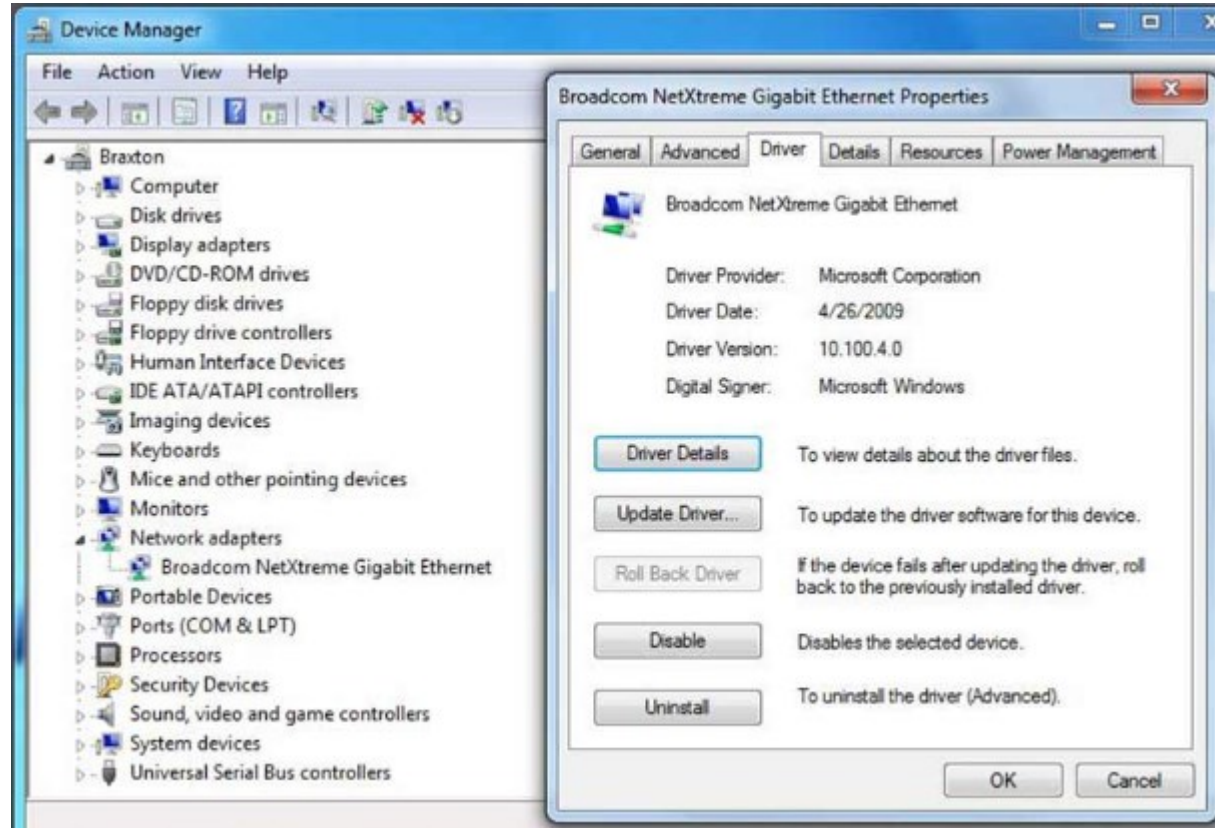 Device Manager
File Action View Help
Braxton
Computer
Disk drives
Display adapters
DVD/CD-ROM drives
Floppy disk drives
Floppy drive controllers
Human Interface Devices
IDE ATA/ATAPI controllers
Imaging devices
Keyboards
Mice and other pointing devices
Monitors
Network adapters
Broadcom NetXtreme Gigabit Ethernet
Portable Devices
Ports (COM & LPT)
Processors
Security Devices
Sound, video and game controllers
System devices
Universal Serial Bus controllers
Broadcom NetXtreme Gigabit Ethernet Properties
General Advanced Driver Details Resources Power Management
Broadcom NetXtreme Gigabit Ethernet
Driver Provider: Microsoft Corporation
Driver Date: 4/26/2009
Driver Version: 10.100.4.0
Digital Signer: Microsoft Windows
Driver Details To view details about the driver files.
Update Driver... To update the driver software for this device.
Roll Back Driver If the device fails after updating the driver, roll
back to the previously installed driver.
Disable Disables the selected device.
Uninstall To uninstall the driver (Advanced).
OK Cancel